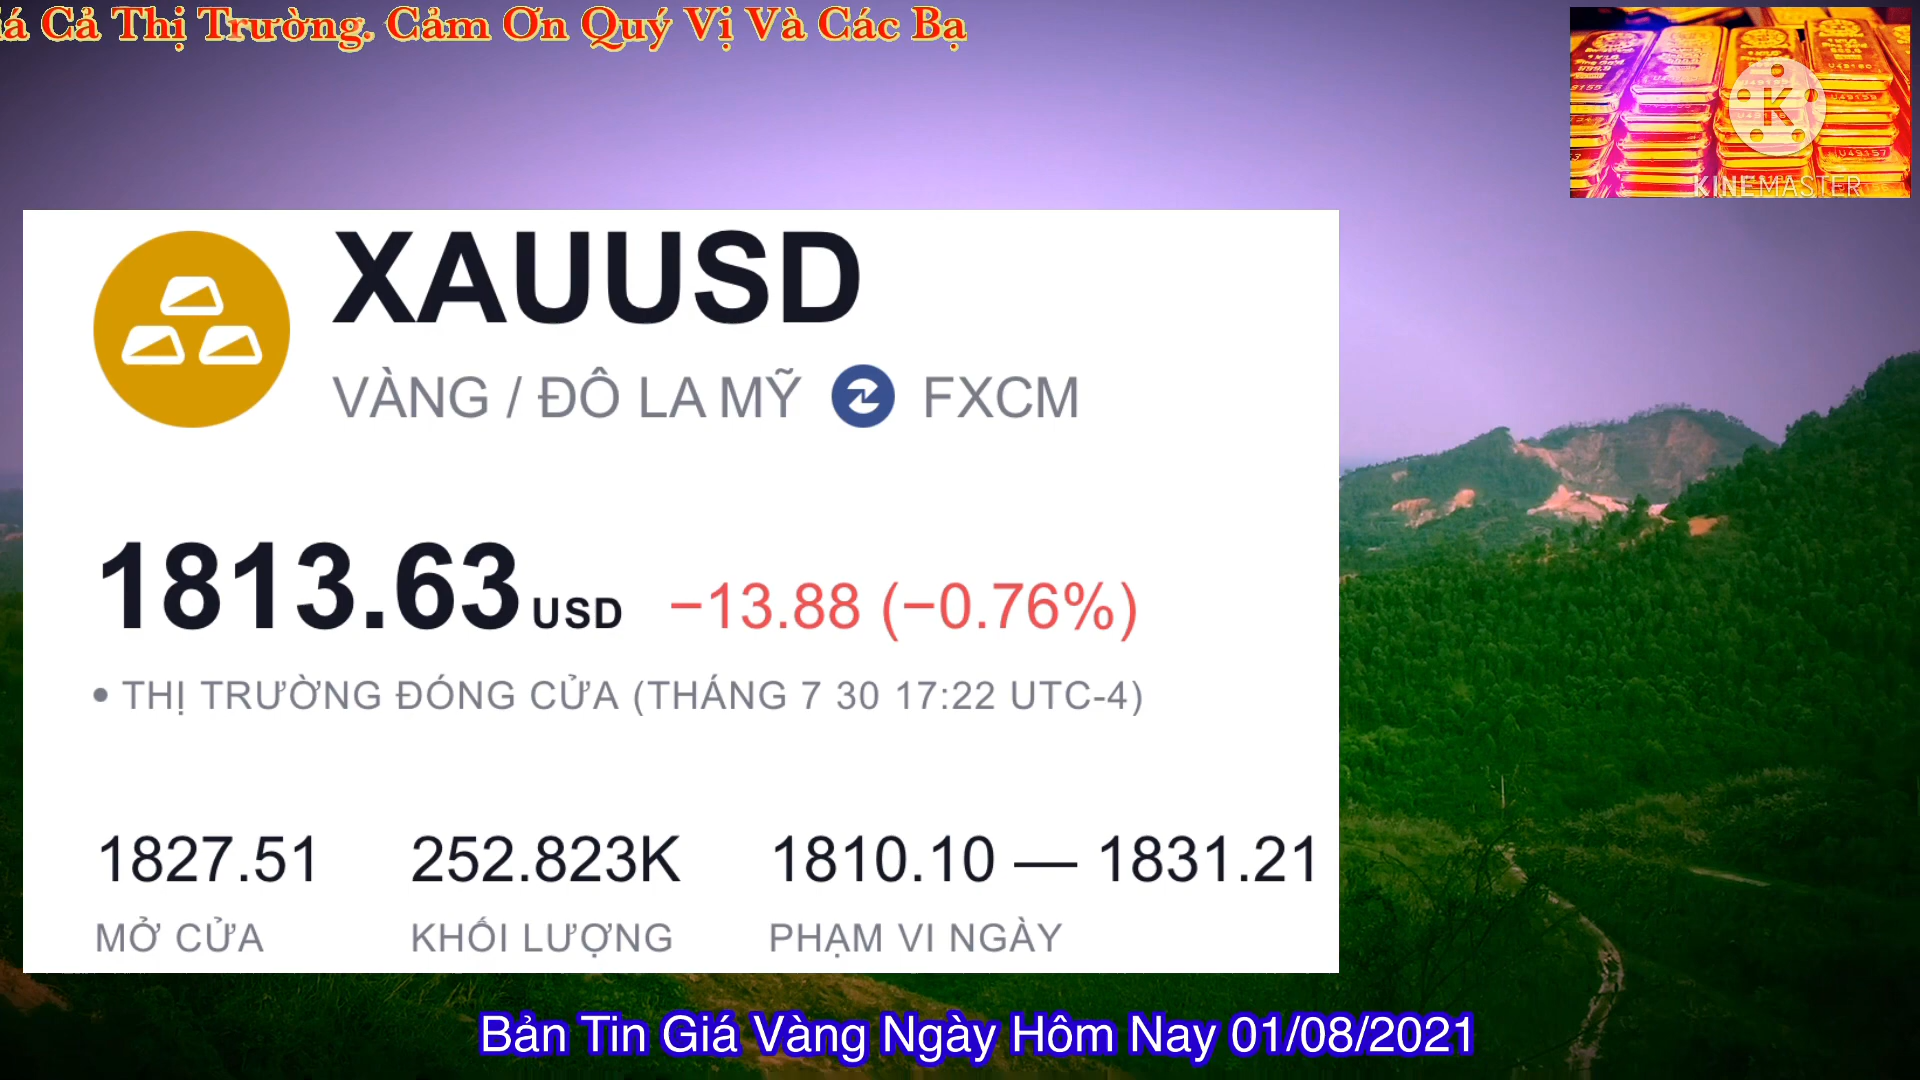 Cả Thị Trường. Cảm Ơn Quý Vị Và Các Bạ
KINEMASTER
XAUUSD
VÀNG / ĐÔ LA MỸ FXCM
1813.63 USD −13.88 (−0.76%)
• THỊ TRƯỜNG ĐÓNG CỬA (THÁNG 7 30 17:22 UTC-4)
1827.51 252.823K 1810.10 — 1831.21
MỞ CỬA KHỐI LƯỢNG PHẠM VI NGÀY
Bản Tin Giá Vàng Ngày Hôm Nay 01/08/2021